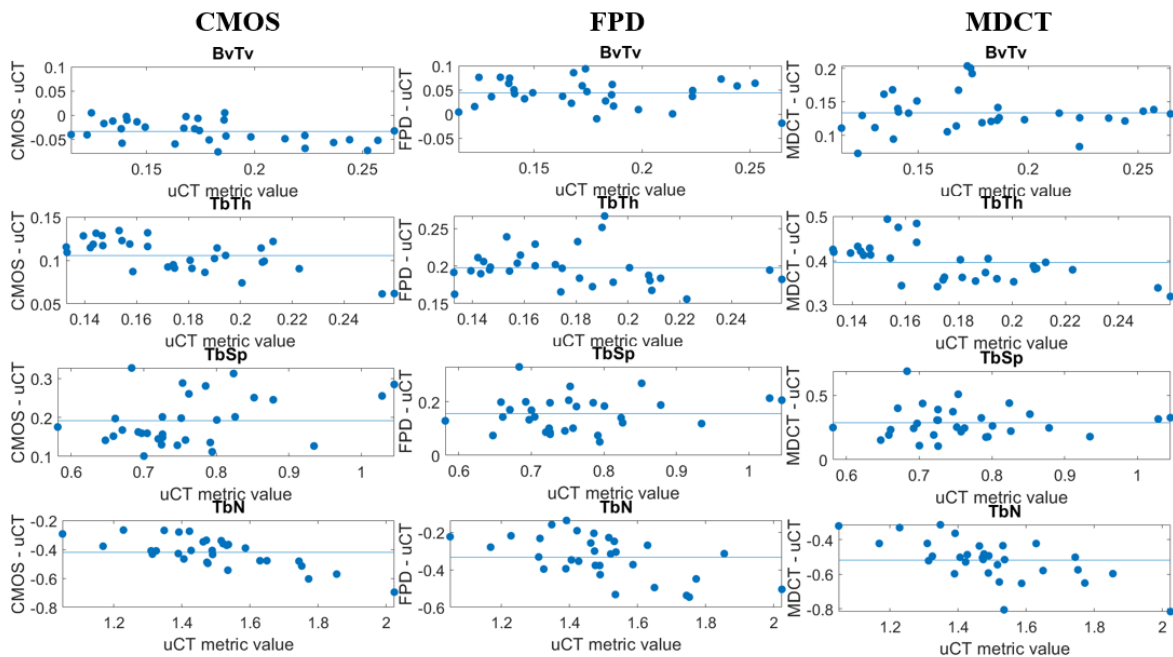 CMOS FPD MDCT
BvTv BvTv BvTv
CMOS - uCT
0.1
0.05
0
-0.05
0.15 0.2 0.25
uCT metric value
FPD - uCT
0.1
0.05
0
0.05
0.15 0.2 0.25
uCT metric value
MDCT - uCT
0.2
0.15
0.1
0.15 0.2 0.25
uCT metric value
TbTh TbTh TbTh
CMOS - uCT
0.15
0.1
0.05
0.14 0.16 0.18 0.2 0.22 0.24
uCT metric value
FPD - uCT
0.25
0.2
0.15
0.14 0.16 0.18 0.2 0.22 0.24
uCT metric value
MDCT - uCT
0.5
0.4
0.3
0.14 0.16 0.18 0.2 0.22 0.24
uCT metric value
TbSp TbSp TbSp
CMOS - uCT
0.3
0.2
0.1
0.6 0.7 0.8 0.9 1
uCT metric value
FPD - uCT
0.2
0
0.6 0.7 0.8 0.9 1
uCT metric value
MDCT - uCT
0.5
0
0.6 0.7 0.8 0.9 1
uCT metric value
TbN TbN TbN
CMOS - uCT
-0.2
-0.4
-0.6
-0.8
1.2 1.4 1.6 1.8 2
uCT metric value
FPD - uCT
-0.2
-0.4
-0.6
1.2 1.4 1.6 1.8 2
uCT metric value
MDCT - uCT
-0.4
-0.6
-0.8
1.2 1.4 1.6 1.8 2
uCT metric value